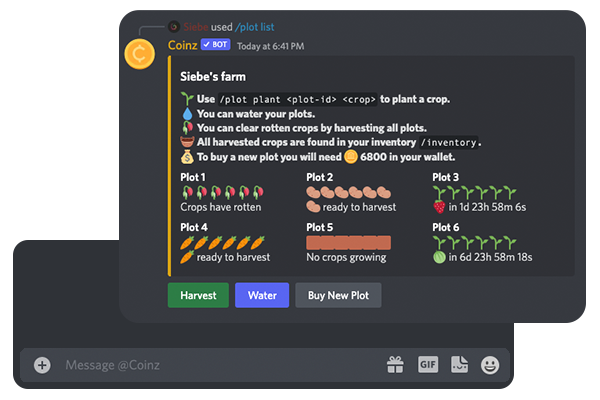 Siebe used /plot list
Coinz BOT Today at 6:41 PM
Siebe's farm
Use /plot plant <plot-id> <crop> to plant a crop.
You can water your plots.
You can clear rotten crops by harvesting all plots.
All harvested crops are found in your inventory /inventory.
To buy a new plot you will need 6800 in your wallet.
Plot 1 Plot 2 Plot 3
Crops have rotten ready to harvest in 1d 23h 58m 6s
Plot 4 Plot 5 Plot 6
ready to harvest No crops growing in 6d 23h 58m 18s
Harvest Water Buy New Plot
Message @Coinz GIF